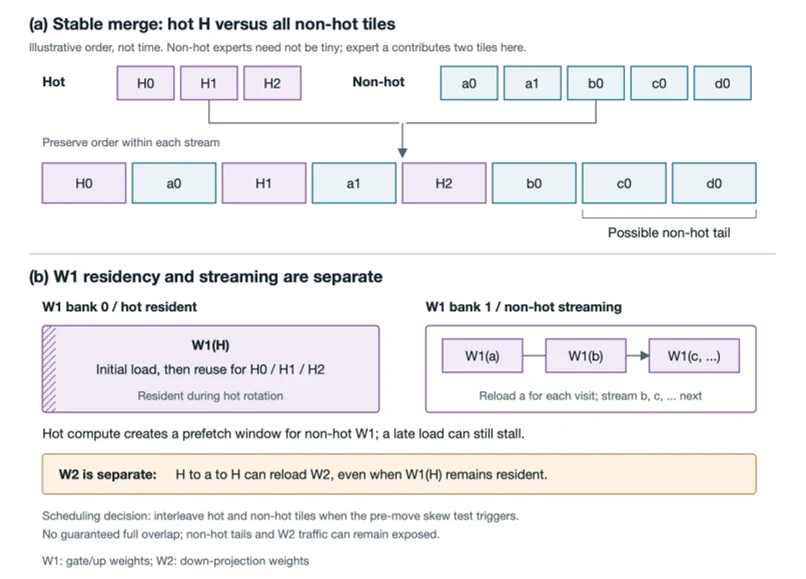 (a) Stable merge: hot H versus all non-hot tiles
Illustrative order, not time. Non-hot experts need not be tiny; expert a contributes two tiles here.
Hot H0 H1 H2 Non-hot a0 a1 b0 c0 d0
Preserve order within each stream
H0 a0 H1 a1 H2 b0 c0 d0
Possible non-hot tail
(b) W1 residency and streaming are separate
W1 bank 0 / hot resident
W1(H)
Initial load, then reuse for H0 / H1 / H2
Resident during hot rotation
W1 bank 1 / non-hot streaming
W1(a) W1(b) W1(c, ...)
Reload a for each visit; stream b, c, ... next
Hot compute creates a prefetch window for non-hot W1; a late load can still stall.
W2 is separate: H to a to H can reload W2, even when W1(H) remains resident.
Scheduling decision: interleave hot and non-hot tiles when the pre-move skew test triggers.
No guaranteed full overlap; non-hot tails and W2 traffic can remain exposed.
W1: gate/up weights; W2: down-projection weights